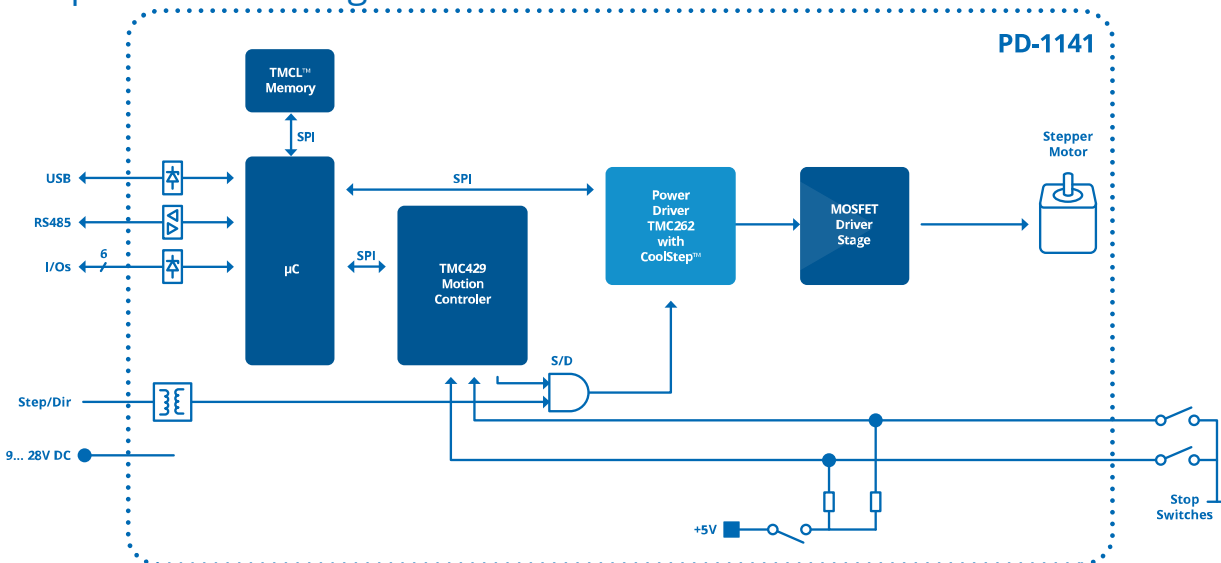 PD-1141
TMCL™
Memory
SPI
Stepper
Motor
USB
SPI
RS485
I/Os
6
µC
SPI
TMC429
Motion
Controler
Power
Driver
TMC262
with
CoolStep™
MOSFET
Driver
Stage
S/D
Step/Dir
9... 28V DC
+5V
Stop
Switches